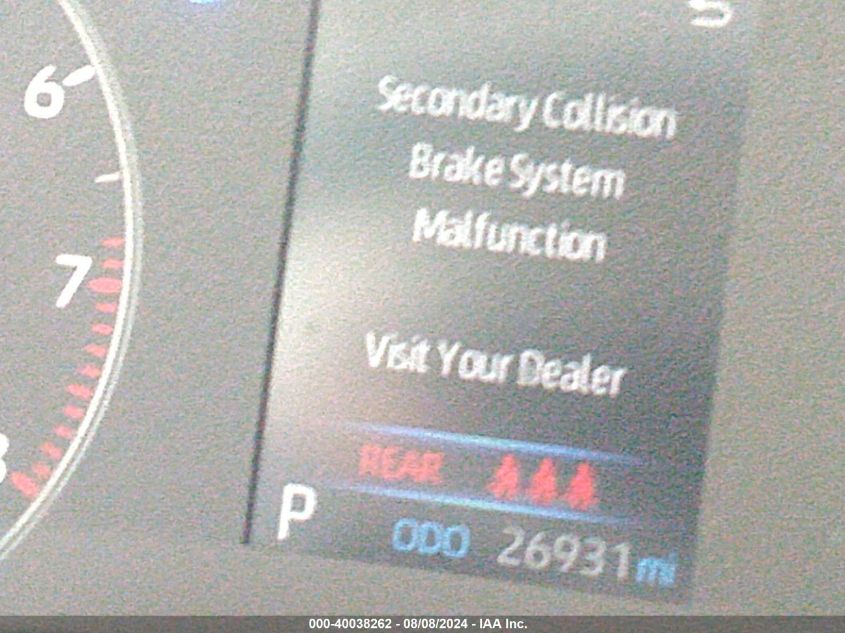 S
6
Secondary Collision
Brake System
Malfunction
7
Visit Your Dealer
REAR
P
ODO 26931 mi
000-40038262 - 08/08/2024 - IAA Inc.